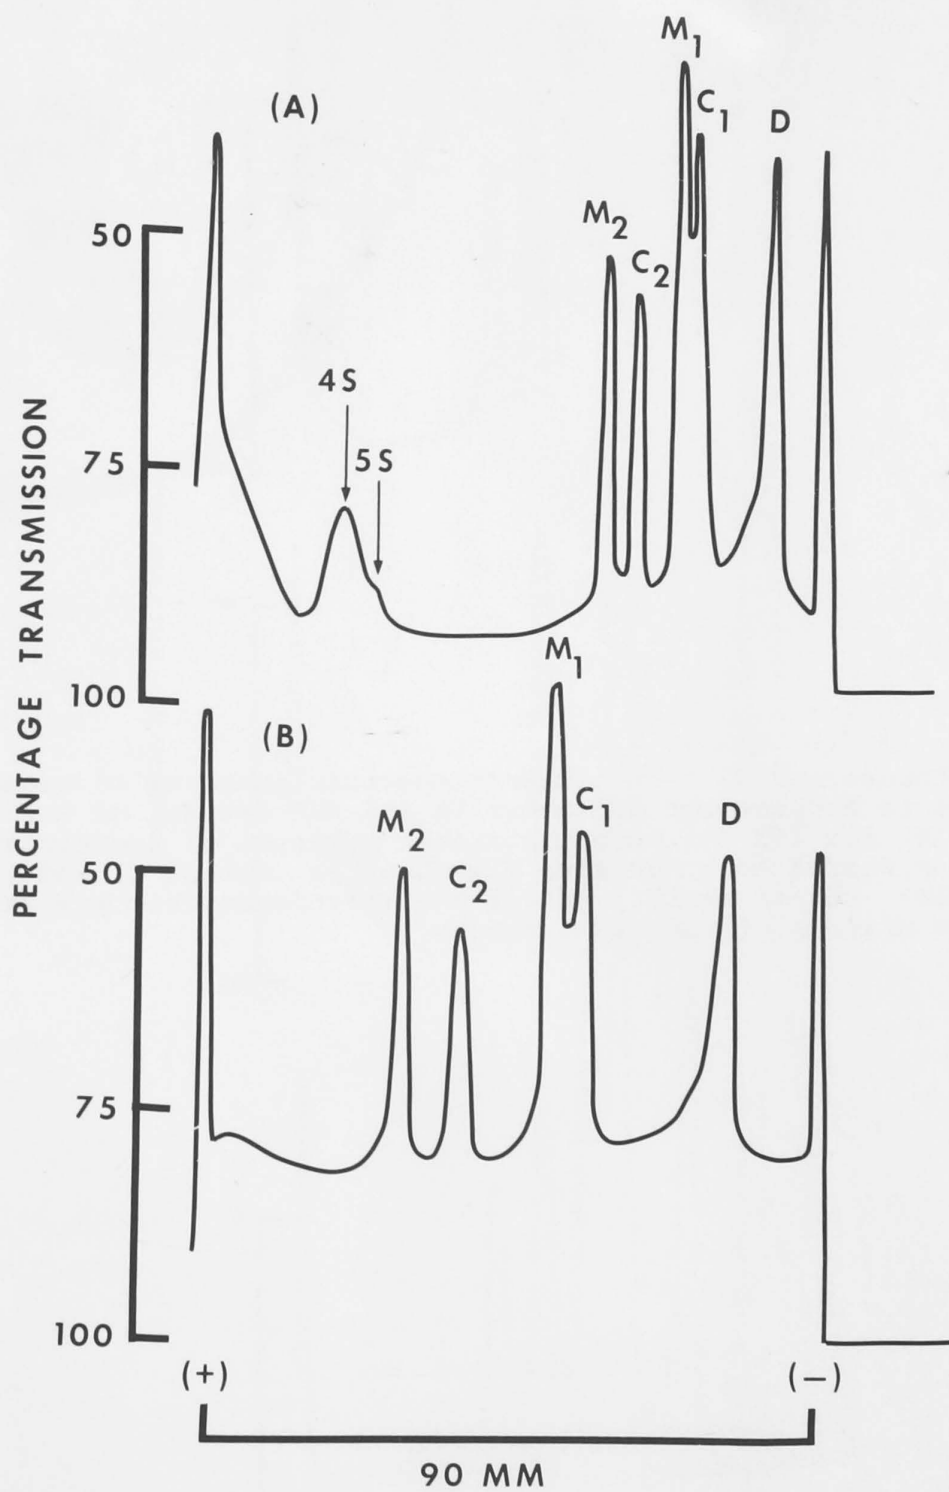 (A)
M1
C1
D
M2
C2
4S
5S
50
75
100
PERCENTAGE TRANSMISSION
(B)
M1
C1
D
M2
C2
50
75
100
(+)
(−)
90 MM